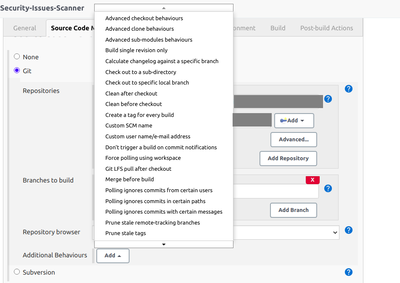 Security-Issues-Scanner
General
Source Code M
onment
Build
Post-build Actions
Advanced checkout behaviours
Advanced clone behaviours
Advanced sub-modules behaviours
Build single revision only
Calculate changelog against a specific branch
Check out to a sub-directory
Check out to specific local branch
Clean after checkout
Clean before checkout
Create a tag for every build
Custom SCM name
Custom user name/e-mail address
Don't trigger a build on commit notifications
Force polling using workspace
Git LFS pull after checkout
Merge before build
Polling ignores commits from certain users
Polling ignores commits in certain paths
Polling ignores commits with certain messages
Prune stale remote-tracking branches
Prune stale tags
None
Git
Repositories
?
?
Add
Advanced...
Add Repository
Branches to build
X
?
?
Add Branch
Repository browser
?
Additional Behaviours
Add
Subversion
?